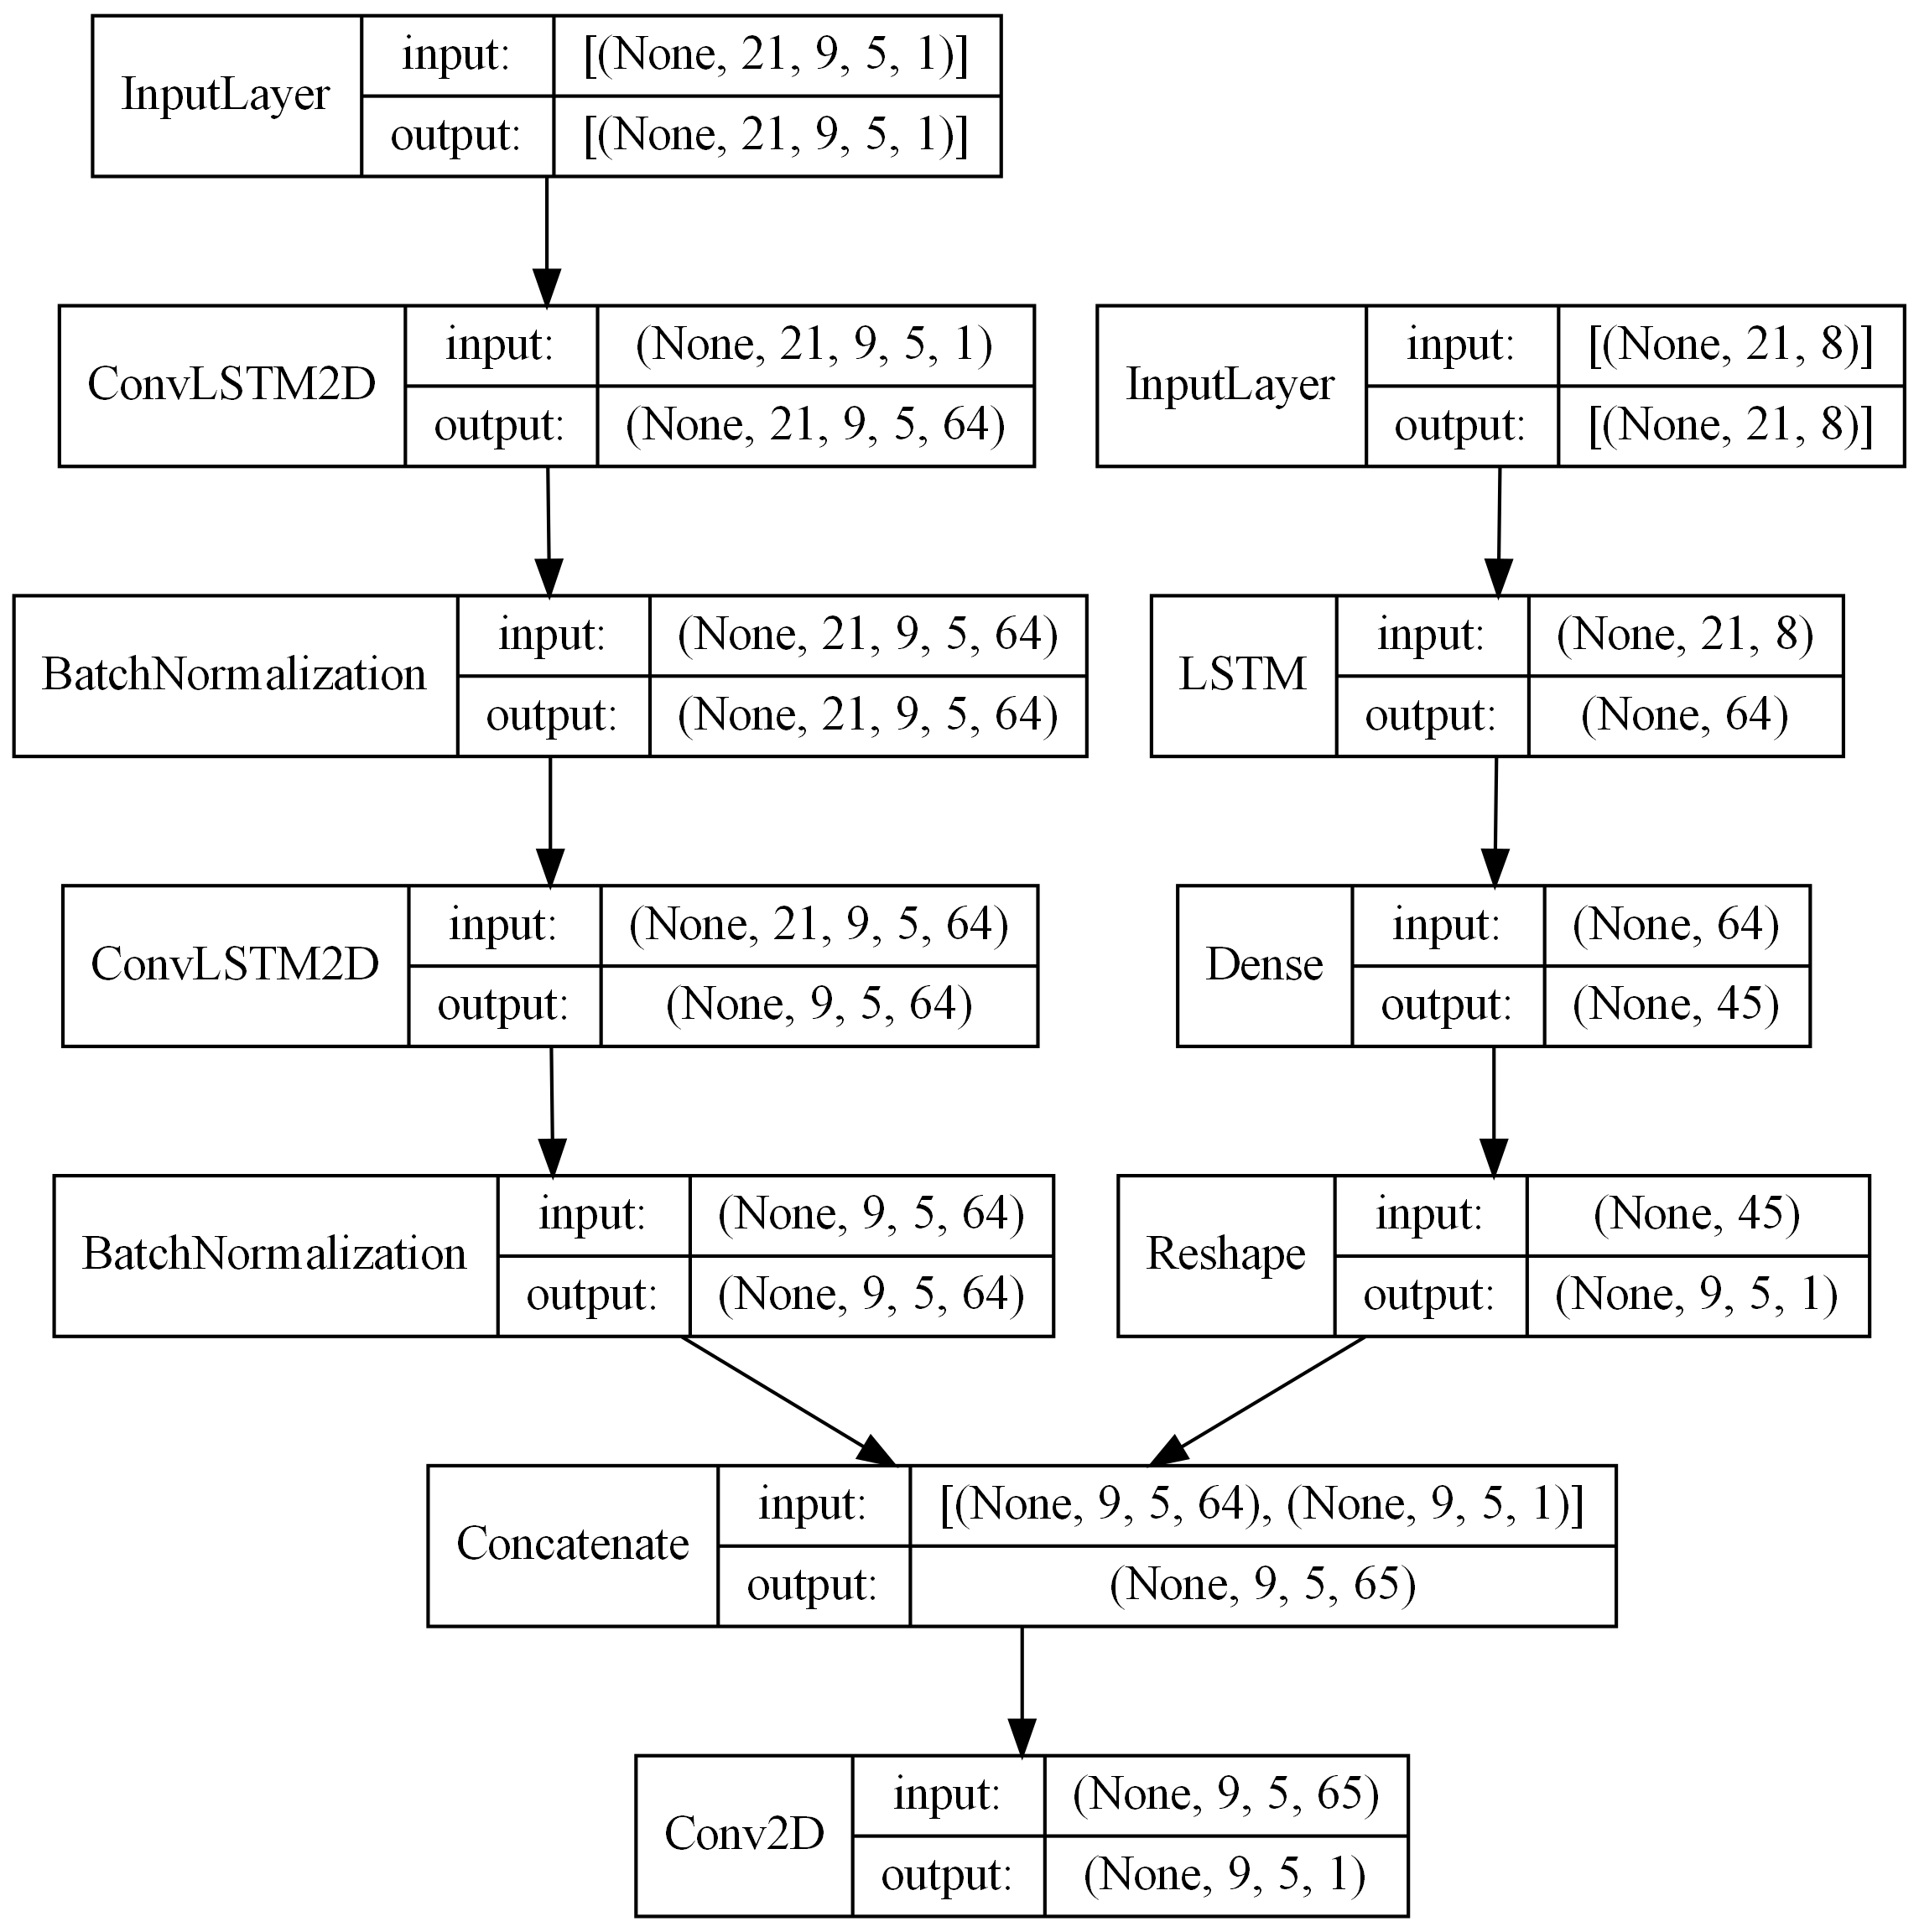 InputLayer
input: [(None, 21, 9, 5, 1)]
output: [(None, 21, 9, 5, 1)]
ConvLSTM2D
input: (None, 21, 9, 5, 1)
output: (None, 21, 9, 5, 64)
InputLayer
input: [(None, 21, 8)]
output: [(None, 21, 8)]
BatchNormalization
input: (None, 21, 9, 5, 64)
output: (None, 21, 9, 5, 64)
LSTM
input: (None, 21, 8)
output: (None, 64)
ConvLSTM2D
input: (None, 21, 9, 5, 64)
output: (None, 9, 5, 64)
Dense
input: (None, 64)
output: (None, 45)
BatchNormalization
input: (None, 9, 5, 64)
output: (None, 9, 5, 64)
Reshape
input: (None, 45)
output: (None, 9, 5, 1)
Concatenate
input: [(None, 9, 5, 64), (None, 9, 5, 1)]
output: (None, 9, 5, 65)
Conv2D
input: (None, 9, 5, 65)
output: (None, 9, 5, 1)